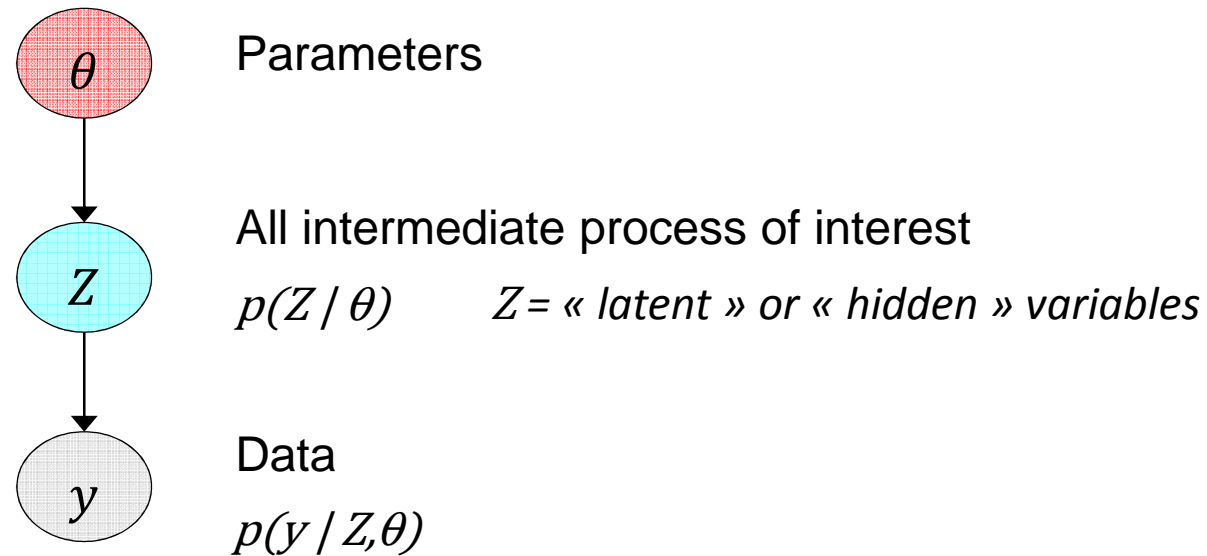 θ Parameters
Z All intermediate process of interest
p(Z / θ) Z = « latent » or « hidden » variables
y Data
p(y / Z,θ)